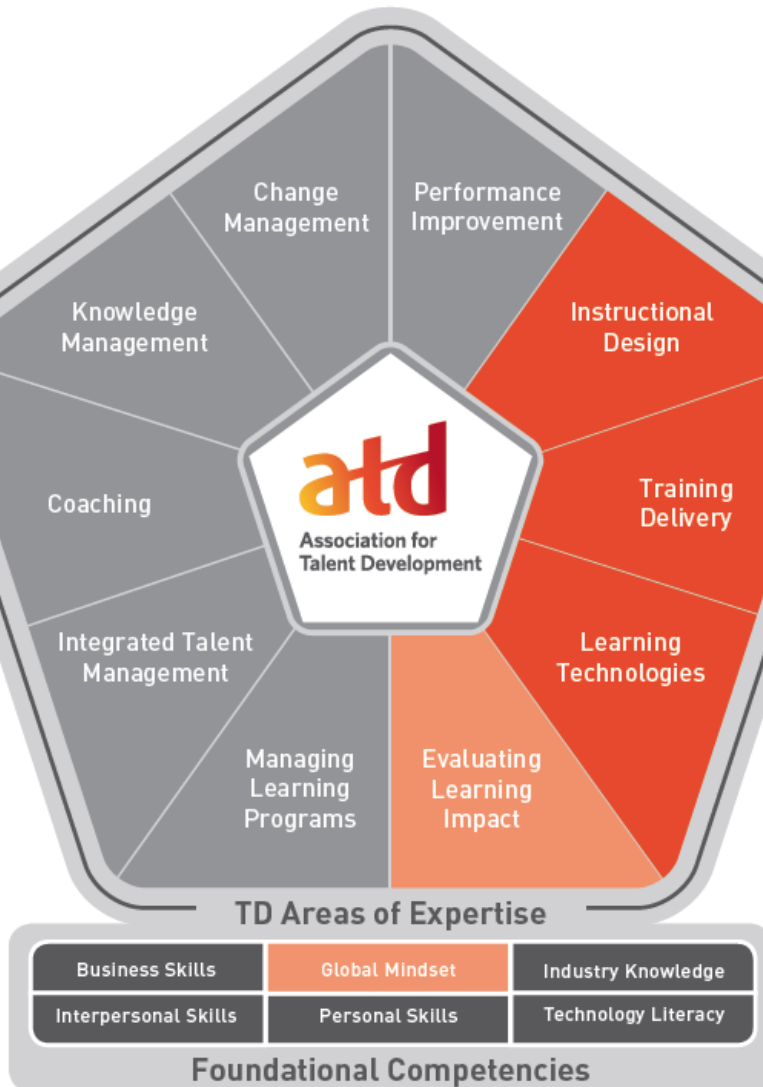 Change
Management
Performance
Improvement
Knowledge
Management
Instructional
Design
Coaching
atd
Association for
Talent Development
Training
Delivery
Integrated Talent
Management
Learning
Technologies
Managing
Learning
Programs
Evaluating
Learning
Impact
TD Areas of Expertise
Business Skills
Global Mindset
Industry Knowledge
Interpersonal Skills
Personal Skills
Technology Literacy
Foundational Competencies